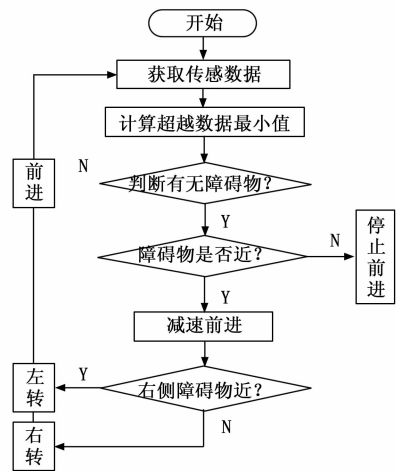 开始
获取传感数据
计算超越数据最小值
前进
N
判断有无障碍物?
Y
障碍物是否近?
N
停止前进
Y
减速前进
左转
Y
右侧障碍物近?
N
右转